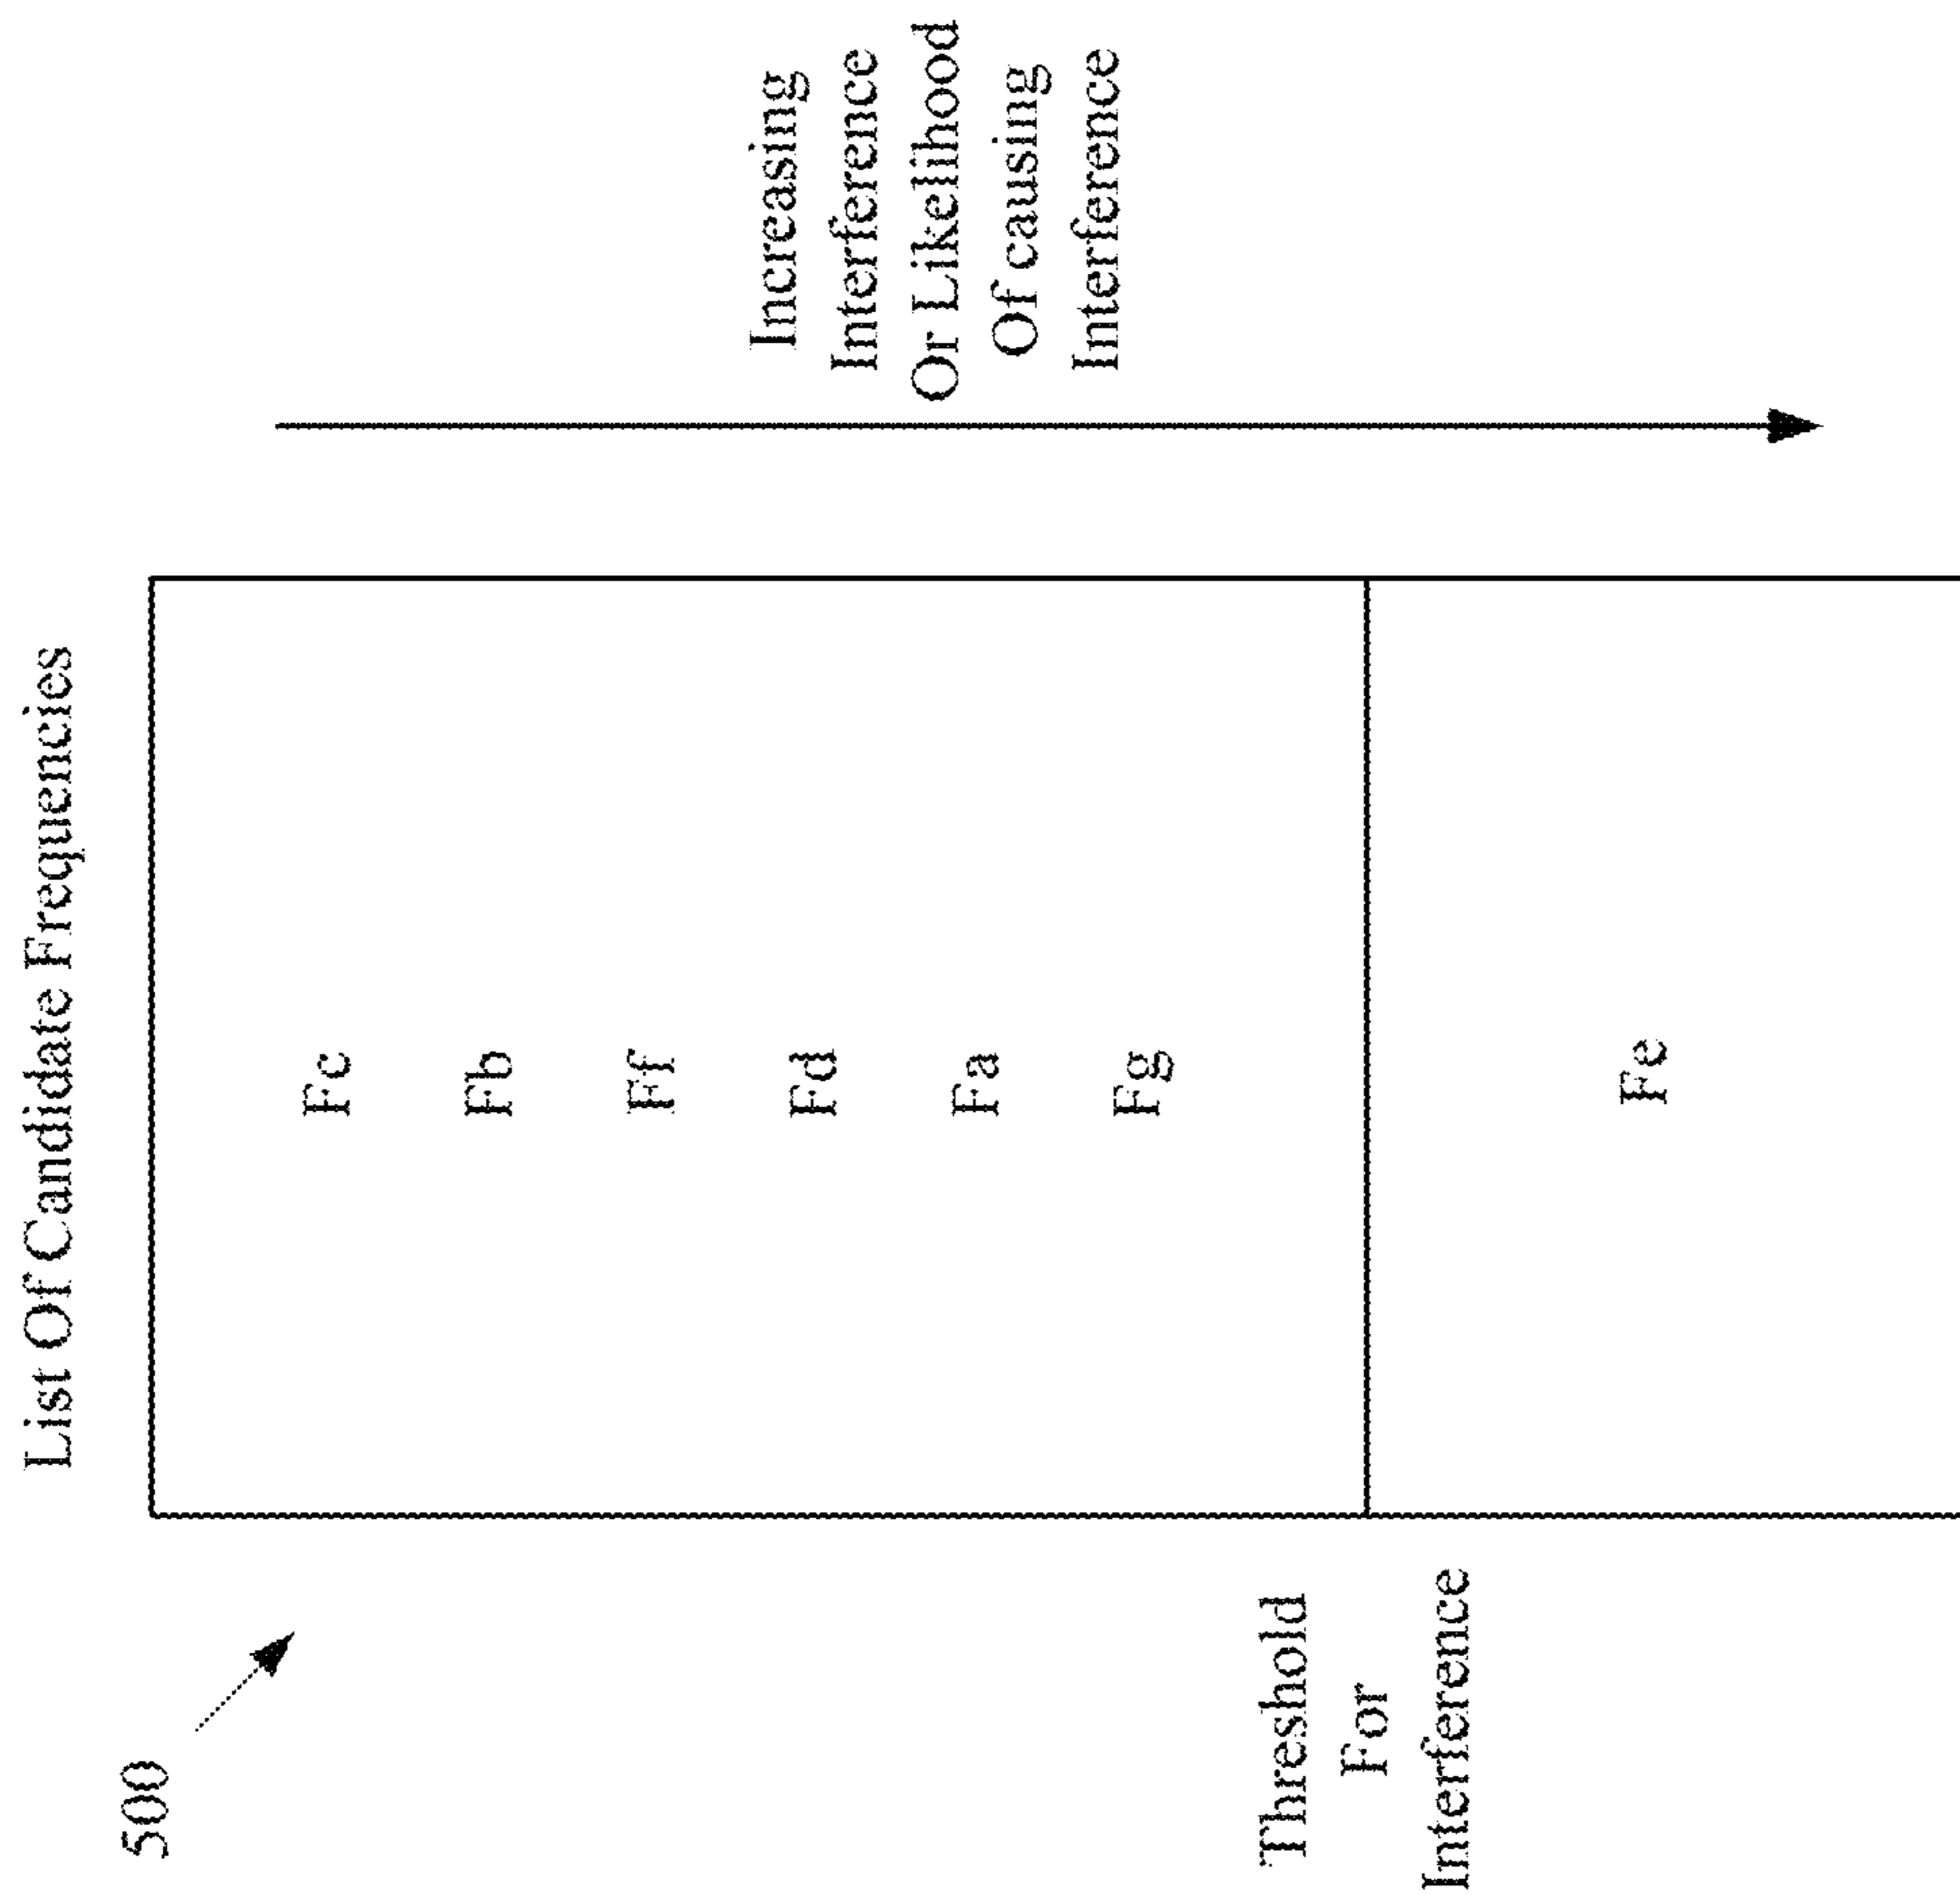 500
List Of Candidate Frequencies
Fc
Fb
Ff
Fd
Fa
Fg
Threshold
For
Interference
Fe
Increasing
Interference
Or Likelihood
Of causing
Interference